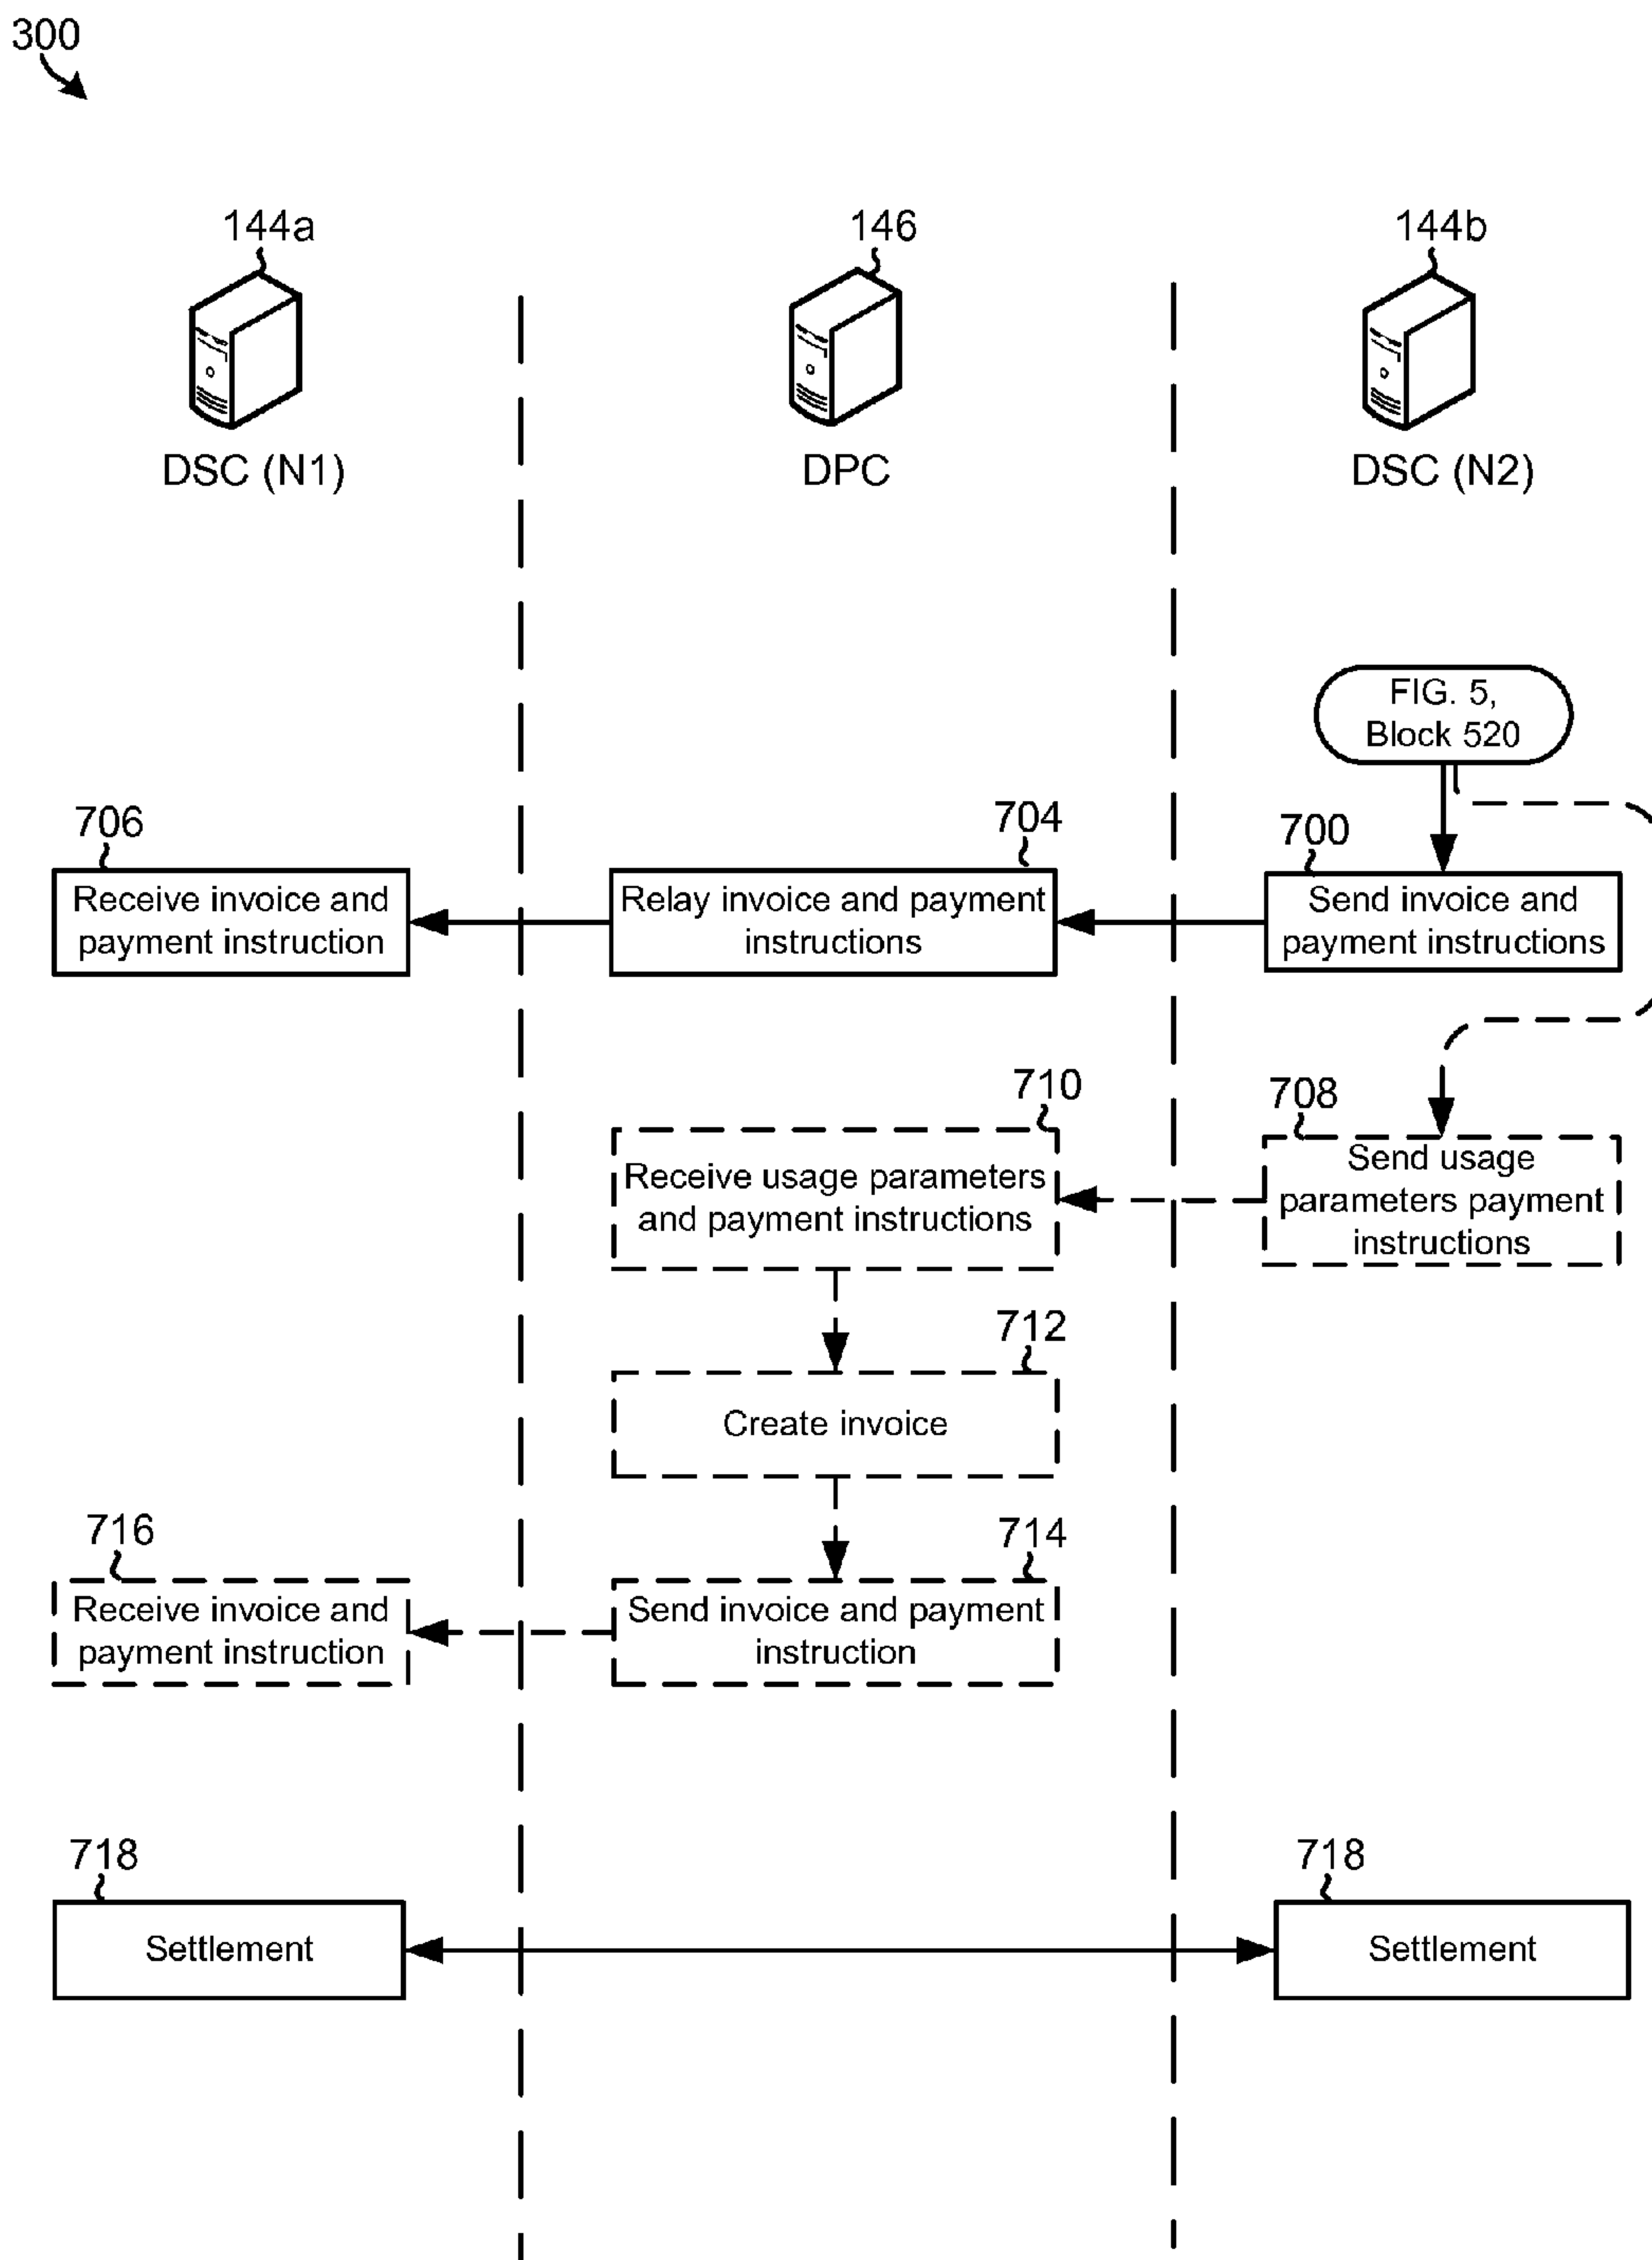 300
144a
146
144b
DSC (N1)
DPC
DSC (N2)
FIG. 5,
Block 520
706
704
700
Receive invoice and
payment instruction
Relay invoice and payment
instructions
Send invoice and
payment instructions
710
708
Receive usage parameters
and payment instructions
Send usage
parameters payment
instructions
712
Create invoice
716
714
Receive invoice and
payment instruction
Send invoice and payment
instruction
718
718
Settlement
Settlement